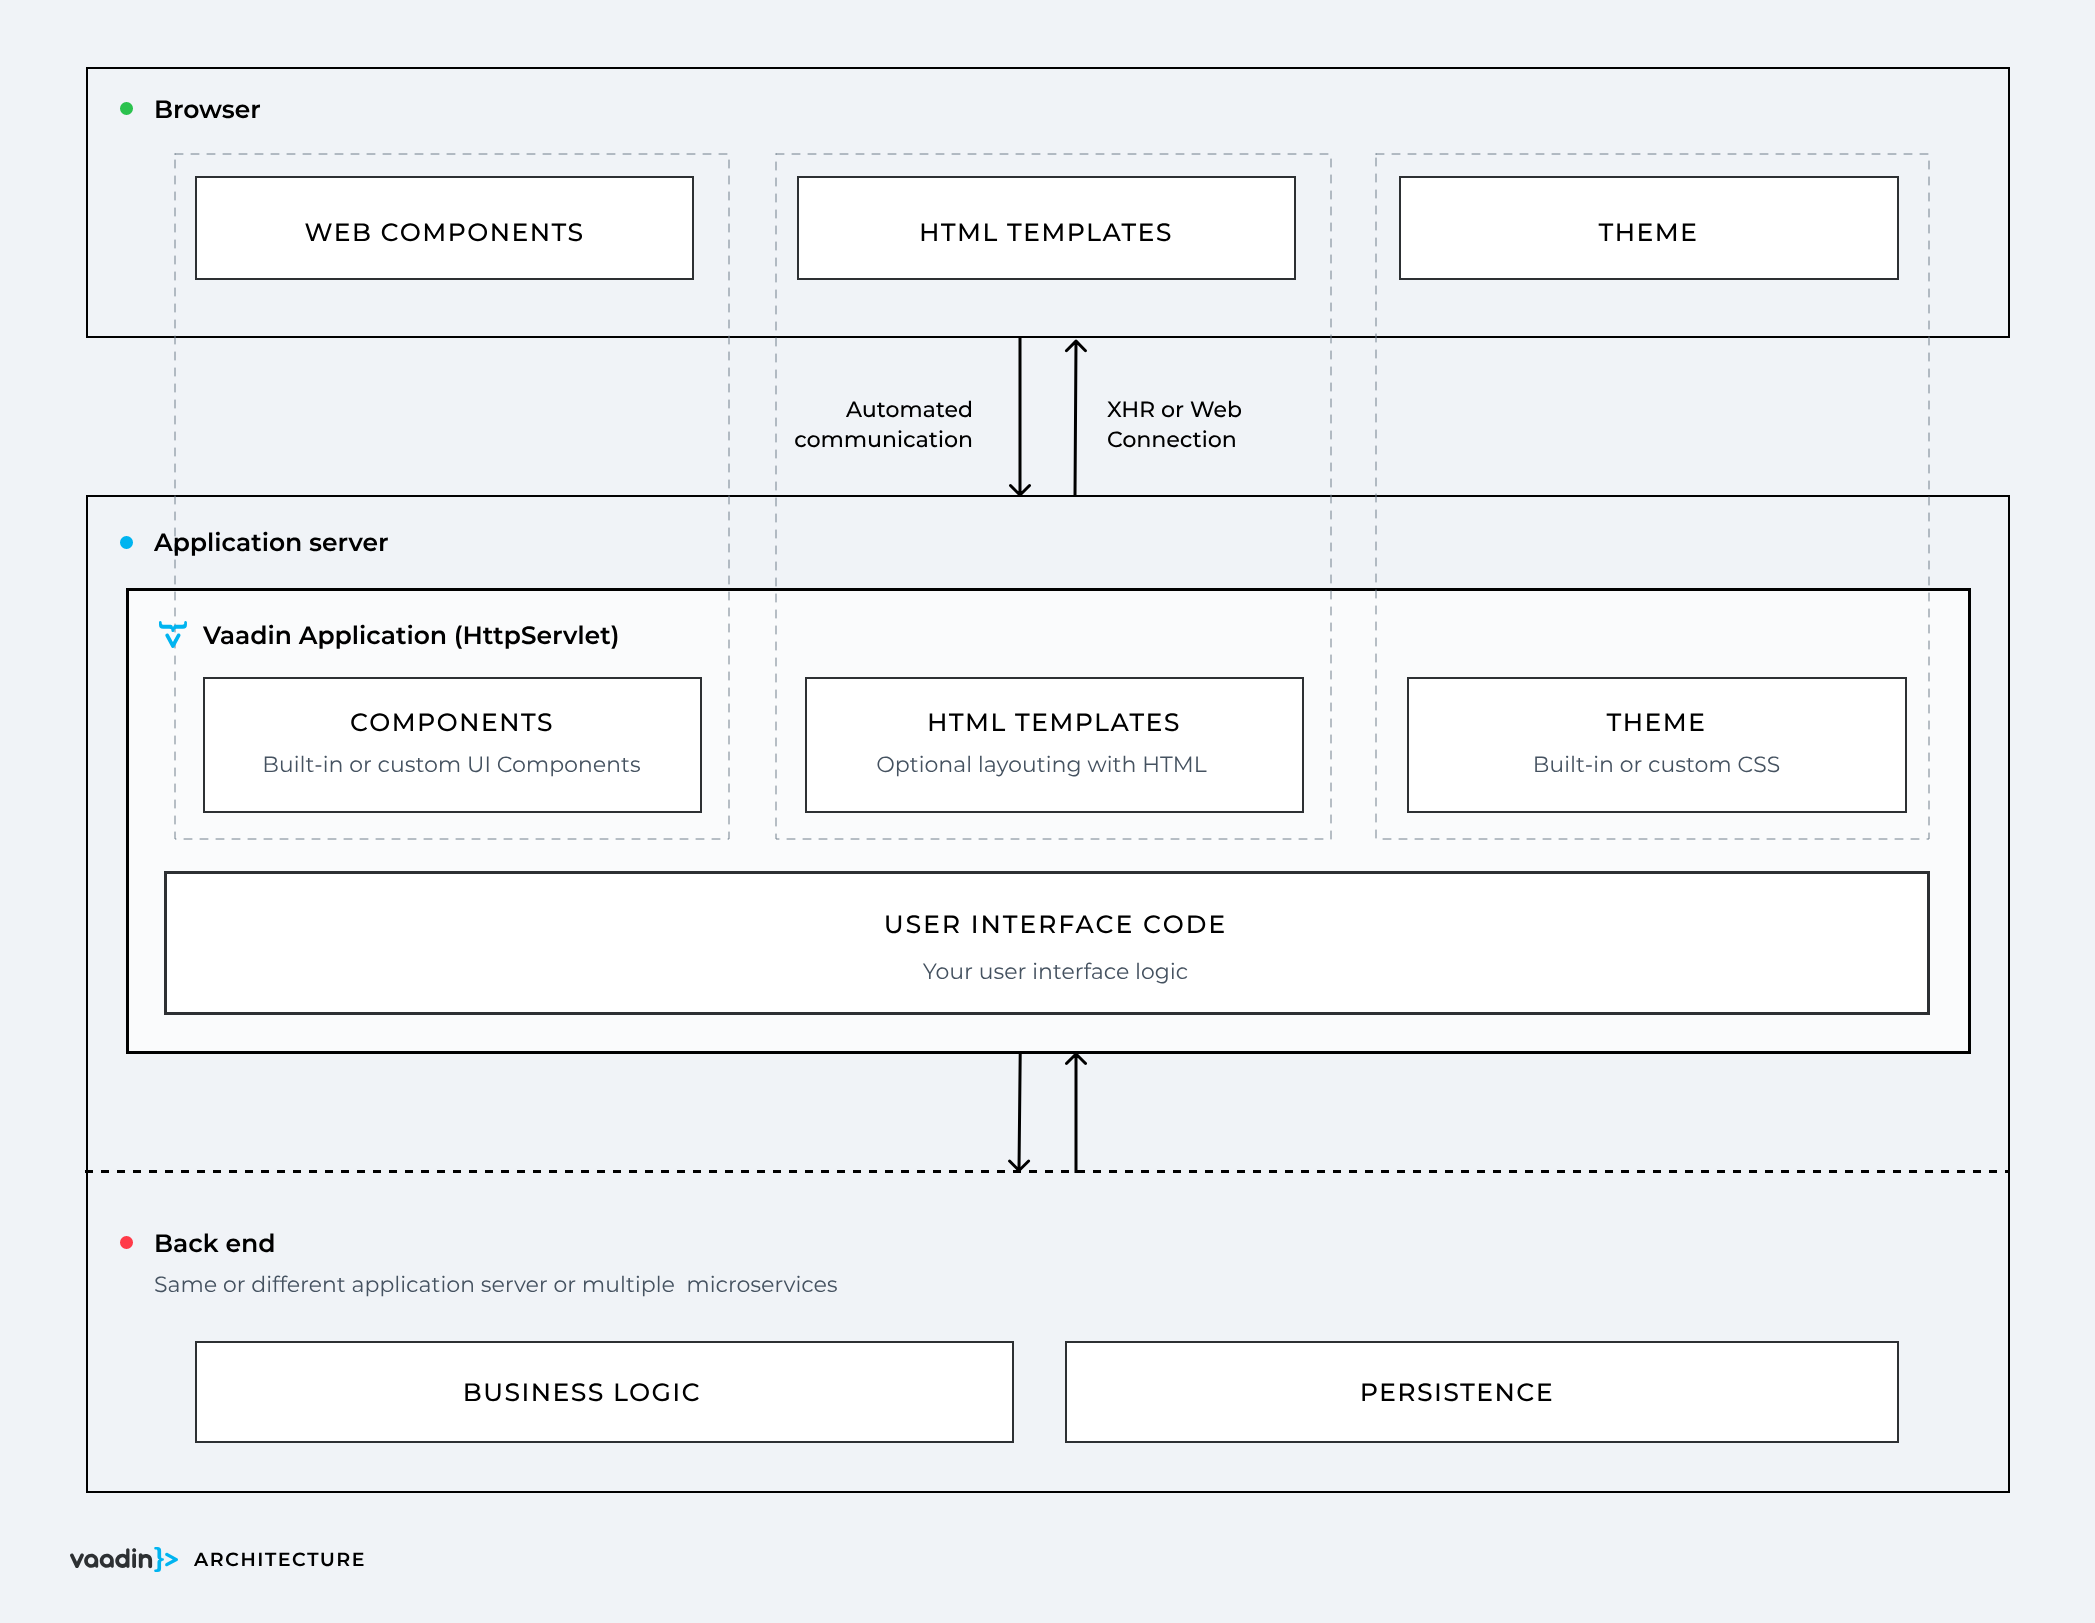 Browser
WEB COMPONENTS
HTML TEMPLATES
THEME
Automated
communication
XHR or Web
Connection
Application server
Vaadin Application (HttpServlet)
COMPONENTS
Built-in or custom UI Components
HTML TEMPLATES
Optional layouting with HTML
THEME
Built-in or custom CSS
USER INTERFACE CODE
Your user interface logic
Back end
Same or different application server or multiple  microservices
BUSINESS LOGIC
PERSISTENCE
vaadin}> ARCHITECTURE